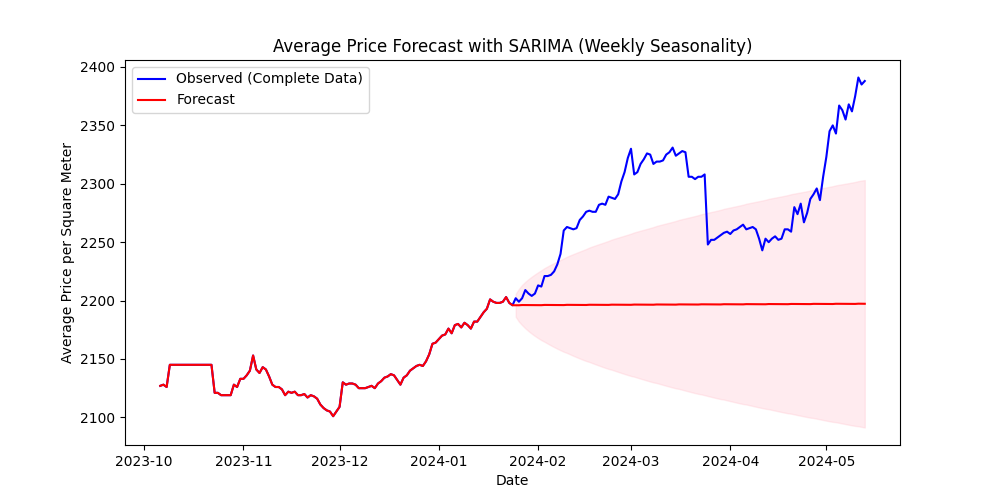 Average Price Forecast with SARIMA (Weekly Seasonality)
Observed (Complete Data)
Forecast
Average Price per Square Meter
2400
2350
2300
2250
2200
2150
2100
2023-10 2023-11 2023-12 2024-01 2024-02 2024-03 2024-04 2024-05
Date